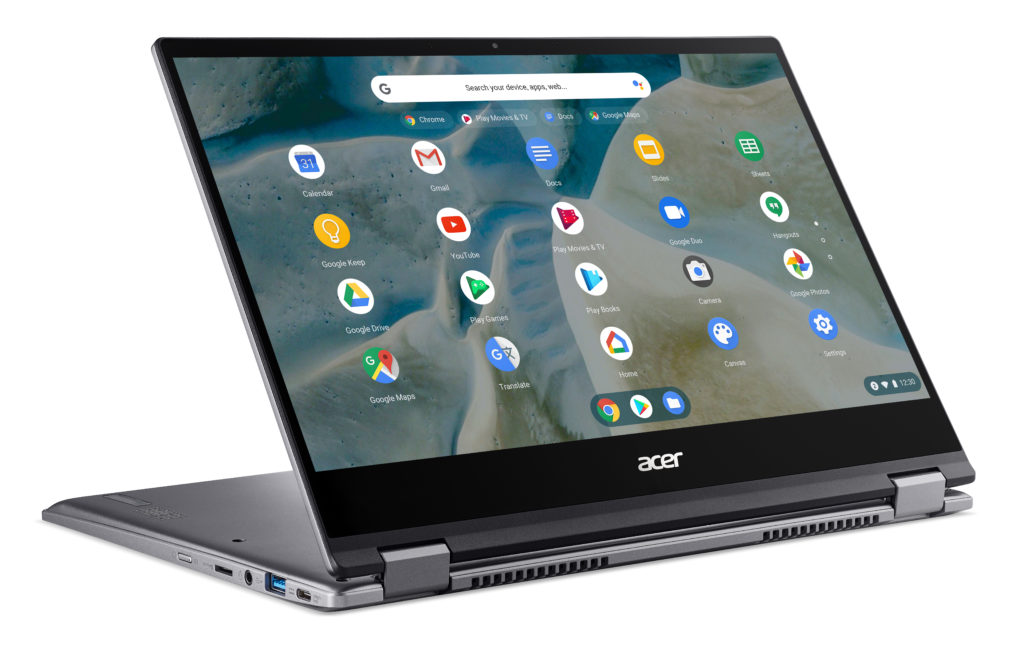 G
Search your device, apps, web...
Chrome
Play Movies & TV
Docs
Google Maps
31
Calendar
Gmail
Docs
Slides
Sheets
Google Keep
YouTube
Play Movies & TV
Google Duo
Hangouts
Google Drive
Play Games
Play Books
Camera
Google Photos
G
Google Maps
G
Translate
Home
Canvas
Settings
12:30
acer